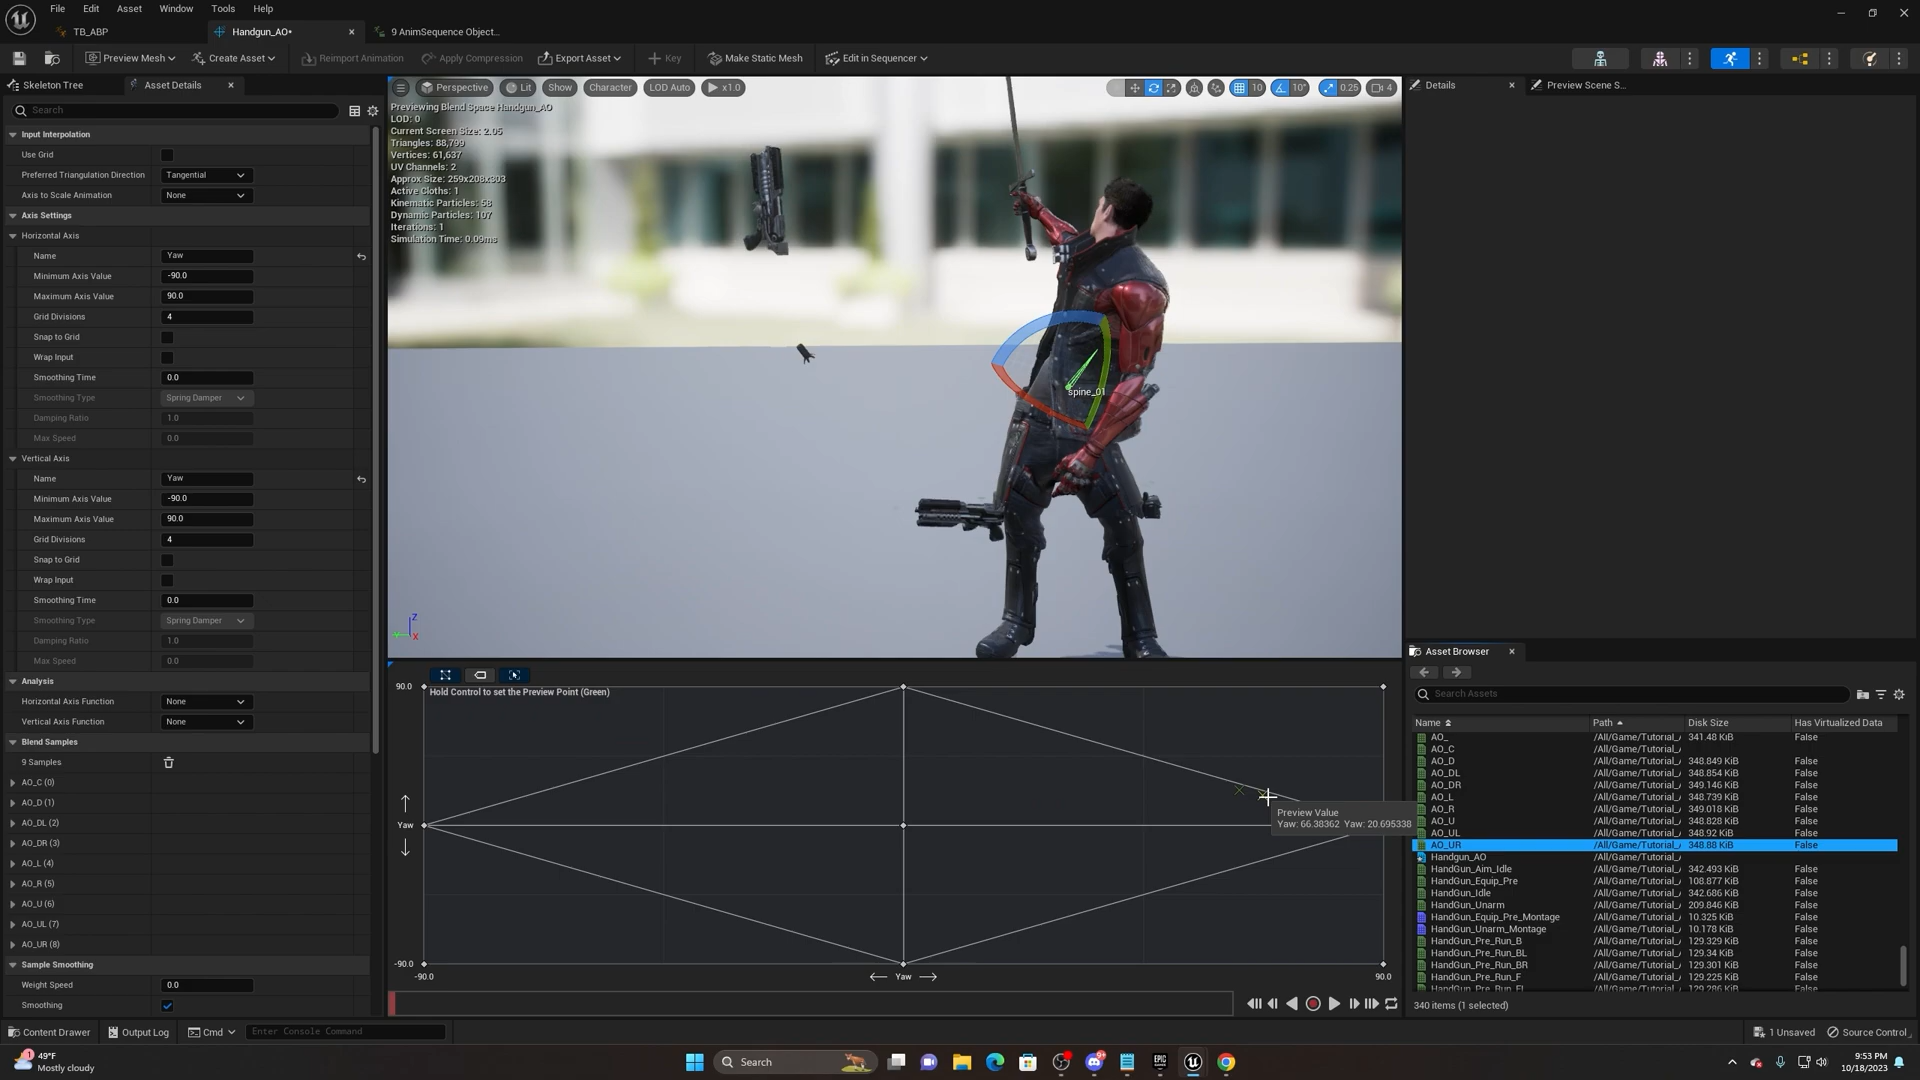 File Edit Asset Window Tools Help
TB_ABP
Handgun_AO•
9 AnimSequence Object...
Preview Mesh
Create Asset
Reimport Animation
Apply Compression
Export Asset
Key
Make Static Mesh
Edit in Sequencer
Skeleton Tree
Asset Details
Search
Input Interpolation
Use Grid
Preferred Triangulation Direction Tangential
Axis to Scale Animation None
Axis Settings
Horizontal Axis
Name Yaw
Minimum Axis Value -90.0
Maximum Axis Value 90.0
Grid Divisions 4
Snap to Grid
Wrap Input
Smoothing Time 0.0
Smoothing Type Spring Damper
Damping Ratio 1.0
Max Speed 0.0
Vertical Axis
Name Yaw
Minimum Axis Value -90.0
Maximum Axis Value 90.0
Grid Divisions 4
Snap to Grid
Wrap Input
Smoothing Time 0.0
Smoothing Type Spring Damper
Damping Ratio 1.0
Max Speed 0.0
Analysis
Horizontal Axis Function None
Vertical Axis Function None
Blend Samples
9 Samples
AO_C (0)
AO_D (1)
AO_DL (2)
AO_DR (3)
AO_L (4)
AO_R (5)
AO_U (6)
AO_UL (7)
AO_UR (8)
Sample Smoothing
Weight Speed 0.0
Smoothing
Perspective Lit Show Character LOD Auto x1.0
10 10° 0.25 4
Previewing Blend Space Handgun_AO
LOD: 0
Current Screen Size: 2.05
Triangles: 88,799
Vertices: 61,637
UV Channels: 2
Approx Size: 259x208x303
Active Cloths: 1
Kinematic Particles: 58
Dynamic Particles: 107
Iterations: 1
Simulation Time: 0.09ms
spine_01
Z
Y X
90.0
Hold Control to set the Preview Point (Green)
Yaw
-90.0
-90.0 Yaw 90.0
Preview Value
Yaw: 66.38362 Yaw: 20.695338
Details
Preview Scene S...
Asset Browser
Search Assets
Name Path Disk Size Has Virtualized Data
AO_ /All/Game/Tutorial_/ 341.48 KiB False
AO_C /All/Game/Tutorial_/ False
AO_D /All/Game/Tutorial_/ 348.849 KiB False
AO_DL /All/Game/Tutorial_/ 348.854 KiB False
AO_DR /All/Game/Tutorial_/ 349.146 KiB False
AO_L /All/Game/Tutorial_/ 348.739 KiB False
AO_R /All/Game/Tutorial_/ 349.018 KiB False
AO_U /All/Game/Tutorial_/ 348.828 KiB False
AO_UL /All/Game/Tutorial_/ 348.92 KiB False
AO_UR /All/Game/Tutorial_/ 348.88 KiB False
Handgun_AO /All/Game/Tutorial_/ False
HandGun_Aim_Idle /All/Game/Tutorial_/ 342.493 KiB False
HandGun_Equip_Pre /All/Game/Tutorial_/ 108.877 KiB False
HandGun_Idle /All/Game/Tutorial_/ 342.686 KiB False
HandGun_Unarm /All/Game/Tutorial_/ 209.846 KiB False
HandGun_Equip_Pre_Montage /All/Game/Tutorial_/ 10.325 KiB False
HandGun_Unarm_Montage /All/Game/Tutorial_/ 10.178 KiB False
HandGun_Pre_Run_B /All/Game/Tutorial_/ 129.329 KiB False
HandGun_Pre_Run_BL /All/Game/Tutorial_/ 129.34 KiB False
HandGun_Pre_Run_BR /All/Game/Tutorial_/ 129.301 KiB False
HandGun_Pre_Run_F /All/Game/Tutorial_/ 129.225 KiB False
HandGun_Pre_Run_FL /All/Game/Tutorial_/ 129.286 KiB False
340 items (1 selected)
Content Drawer
Output Log
Cmd
Enter Console Command
1 Unsaved
Source Control
49°F
Mostly cloudy
Search
9:53 PM
10/18/2023